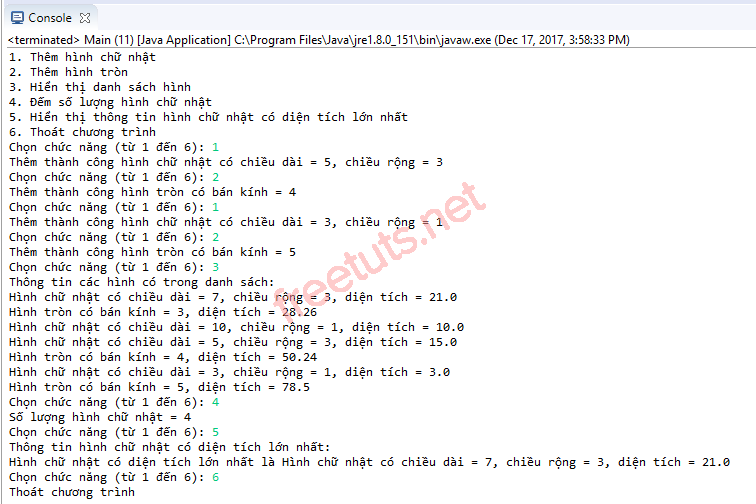 Console
<terminated> Main (11) [Java Application] C:\Program Files\Java\jre1.8.0_151\bin\javaw.exe (Dec 17, 2017, 3:58:33 PM)
1. Thêm hình chữ nhật
2. Thêm hình tròn
3. Hiển thị danh sách hình
4. Đếm số lượng hình chữ nhật
5. Hiển thị thông tin hình chữ nhật có diện tích lớn nhất
6. Thoát chương trình
Chọn chức năng (từ 1 đến 6): 1
Thêm thành công hình chữ nhật có chiều dài = 5, chiều rộng = 3
Chọn chức năng (từ 1 đến 6): 2
Thêm thành công hình tròn có bán kính = 4
Chọn chức năng (từ 1 đến 6): 1
Thêm thành công hình chữ nhật có chiều dài = 3, chiều rộng = 1
Chọn chức năng (từ 1 đến 6): 2
Thêm thành công hình tròn có bán kính = 5
Chọn chức năng (từ 1 đến 6): 3
Thông tin các hình có trong danh sách:
Hình chữ nhật có chiều dài = 7, chiều rộng = 3, diện tích = 21.0
Hình tròn có bán kính = 3, diện tích = 28.26
Hình chữ nhật có chiều dài = 10, chiều rộng = 1, diện tích = 10.0
Hình chữ nhật có chiều dài = 5, chiều rộng = 3, diện tích = 15.0
Hình tròn có bán kính = 4, diện tích = 50.24
Hình chữ nhật có chiều dài = 3, chiều rộng = 1, diện tích = 3.0
Hình tròn có bán kính = 5, diện tích = 78.5
Chọn chức năng (từ 1 đến 6): 4
Số lượng hình chữ nhật = 4
Chọn chức năng (từ 1 đến 6): 5
Thông tin hình chữ nhật có diện tích lớn nhất:
Hình chữ nhật có diện tích lớn nhất là Hình chữ nhật có chiều dài = 7, chiều rộng = 3, diện tích = 21.0
Chọn chức năng (từ 1 đến 6): 6
Thoát chương trình
freetuts.net